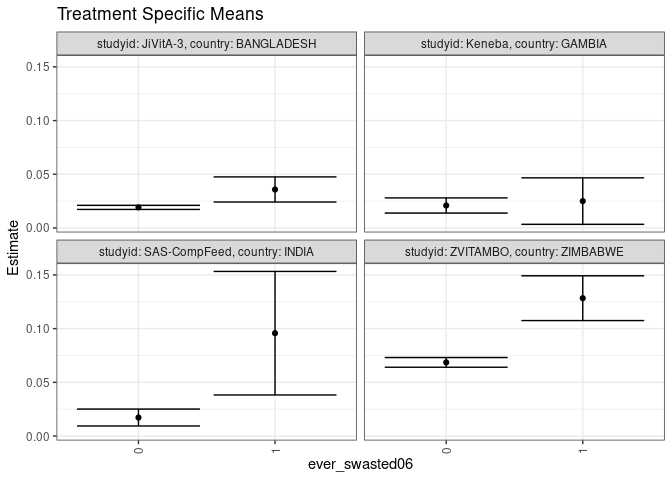 Treatment Specific Means
studyid: JiVitA-3, country: BANGLADESH
studyid: Keneba, country: GAMBIA
0.15
0.10
0.05
0.00
studyid: SAS-CompFeed, country: INDIA
studyid: ZVITAMBO, country: ZIMBABWE
0.15
0.10
0.05
0.00
Estimate
0
1
0
1
ever_swasted06